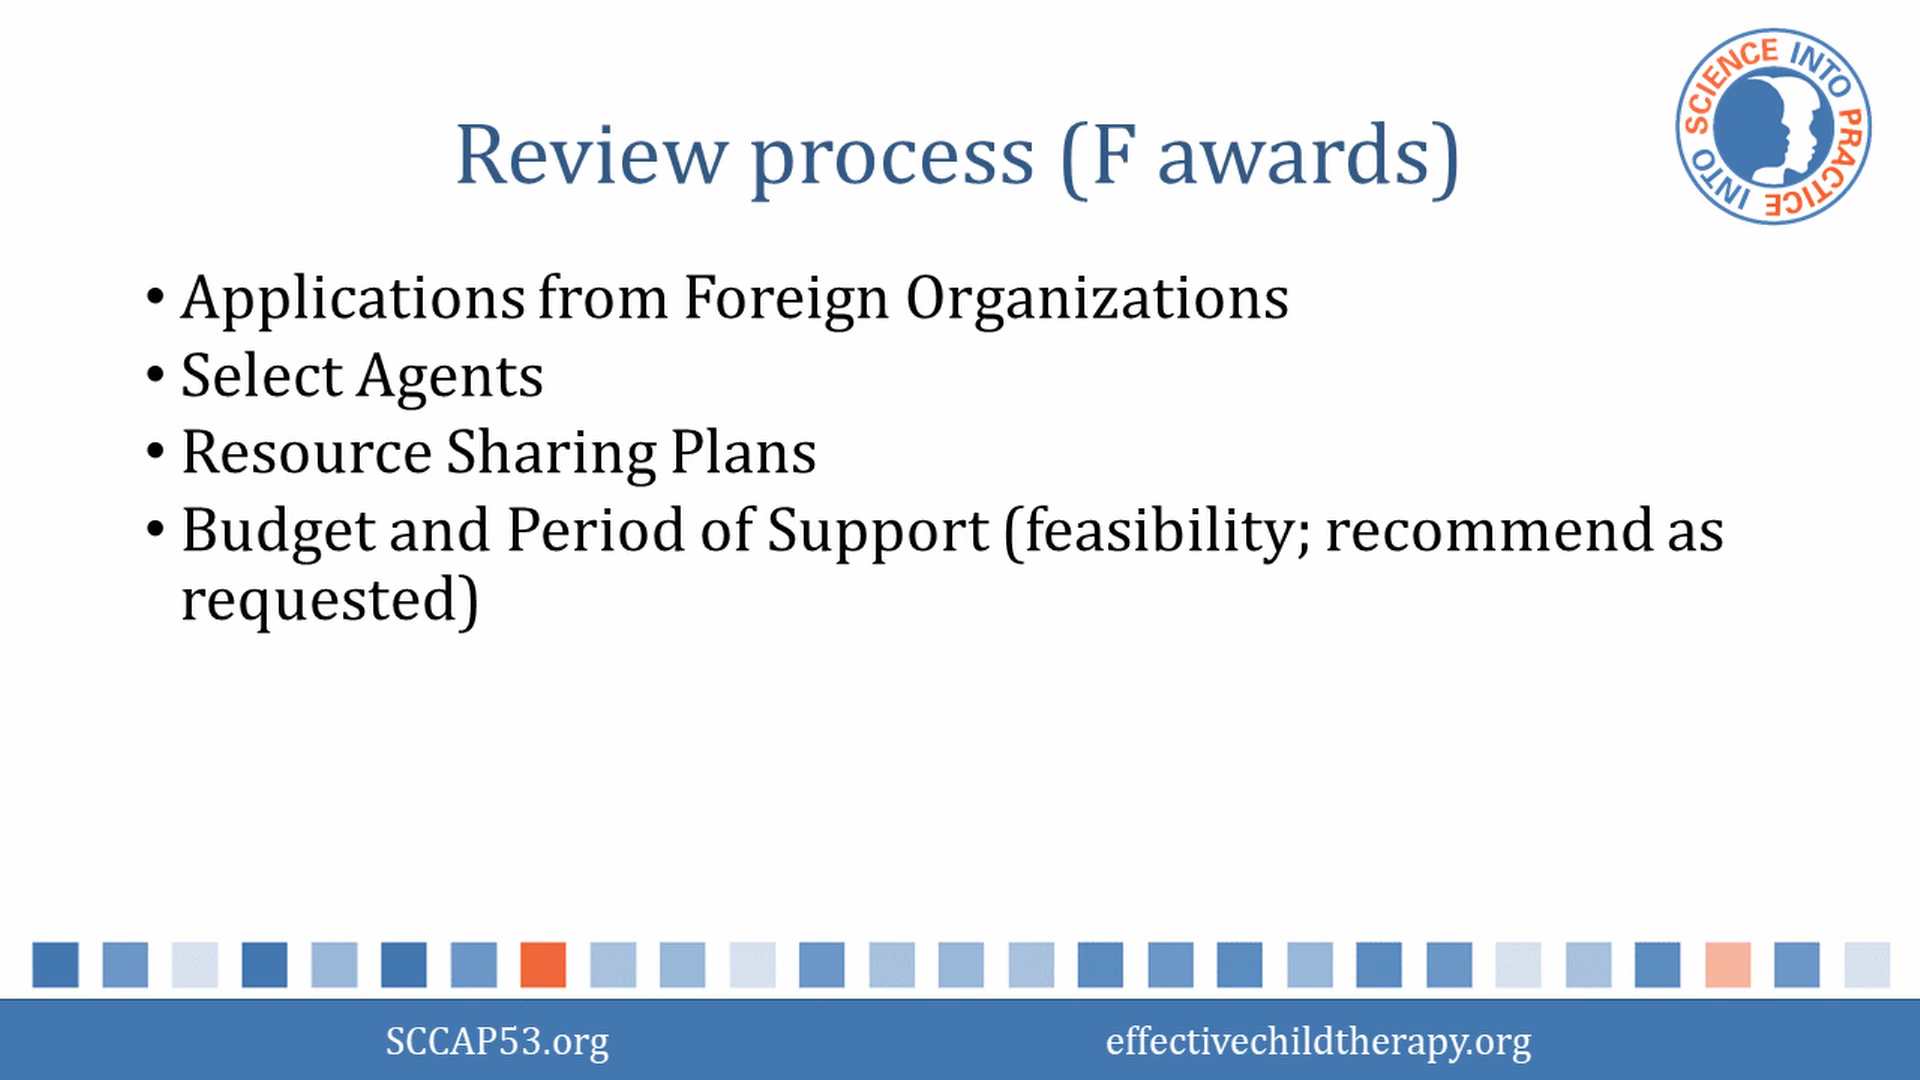 Review process (F awards)
SCIENCE INTO PRACTICE INTO
• Applications from Foreign Organizations
• Select Agents
• Resource Sharing Plans
• Budget and Period of Support (feasibility; recommend as
requested)
SCCAP53.org
effectivechildtherapy.org